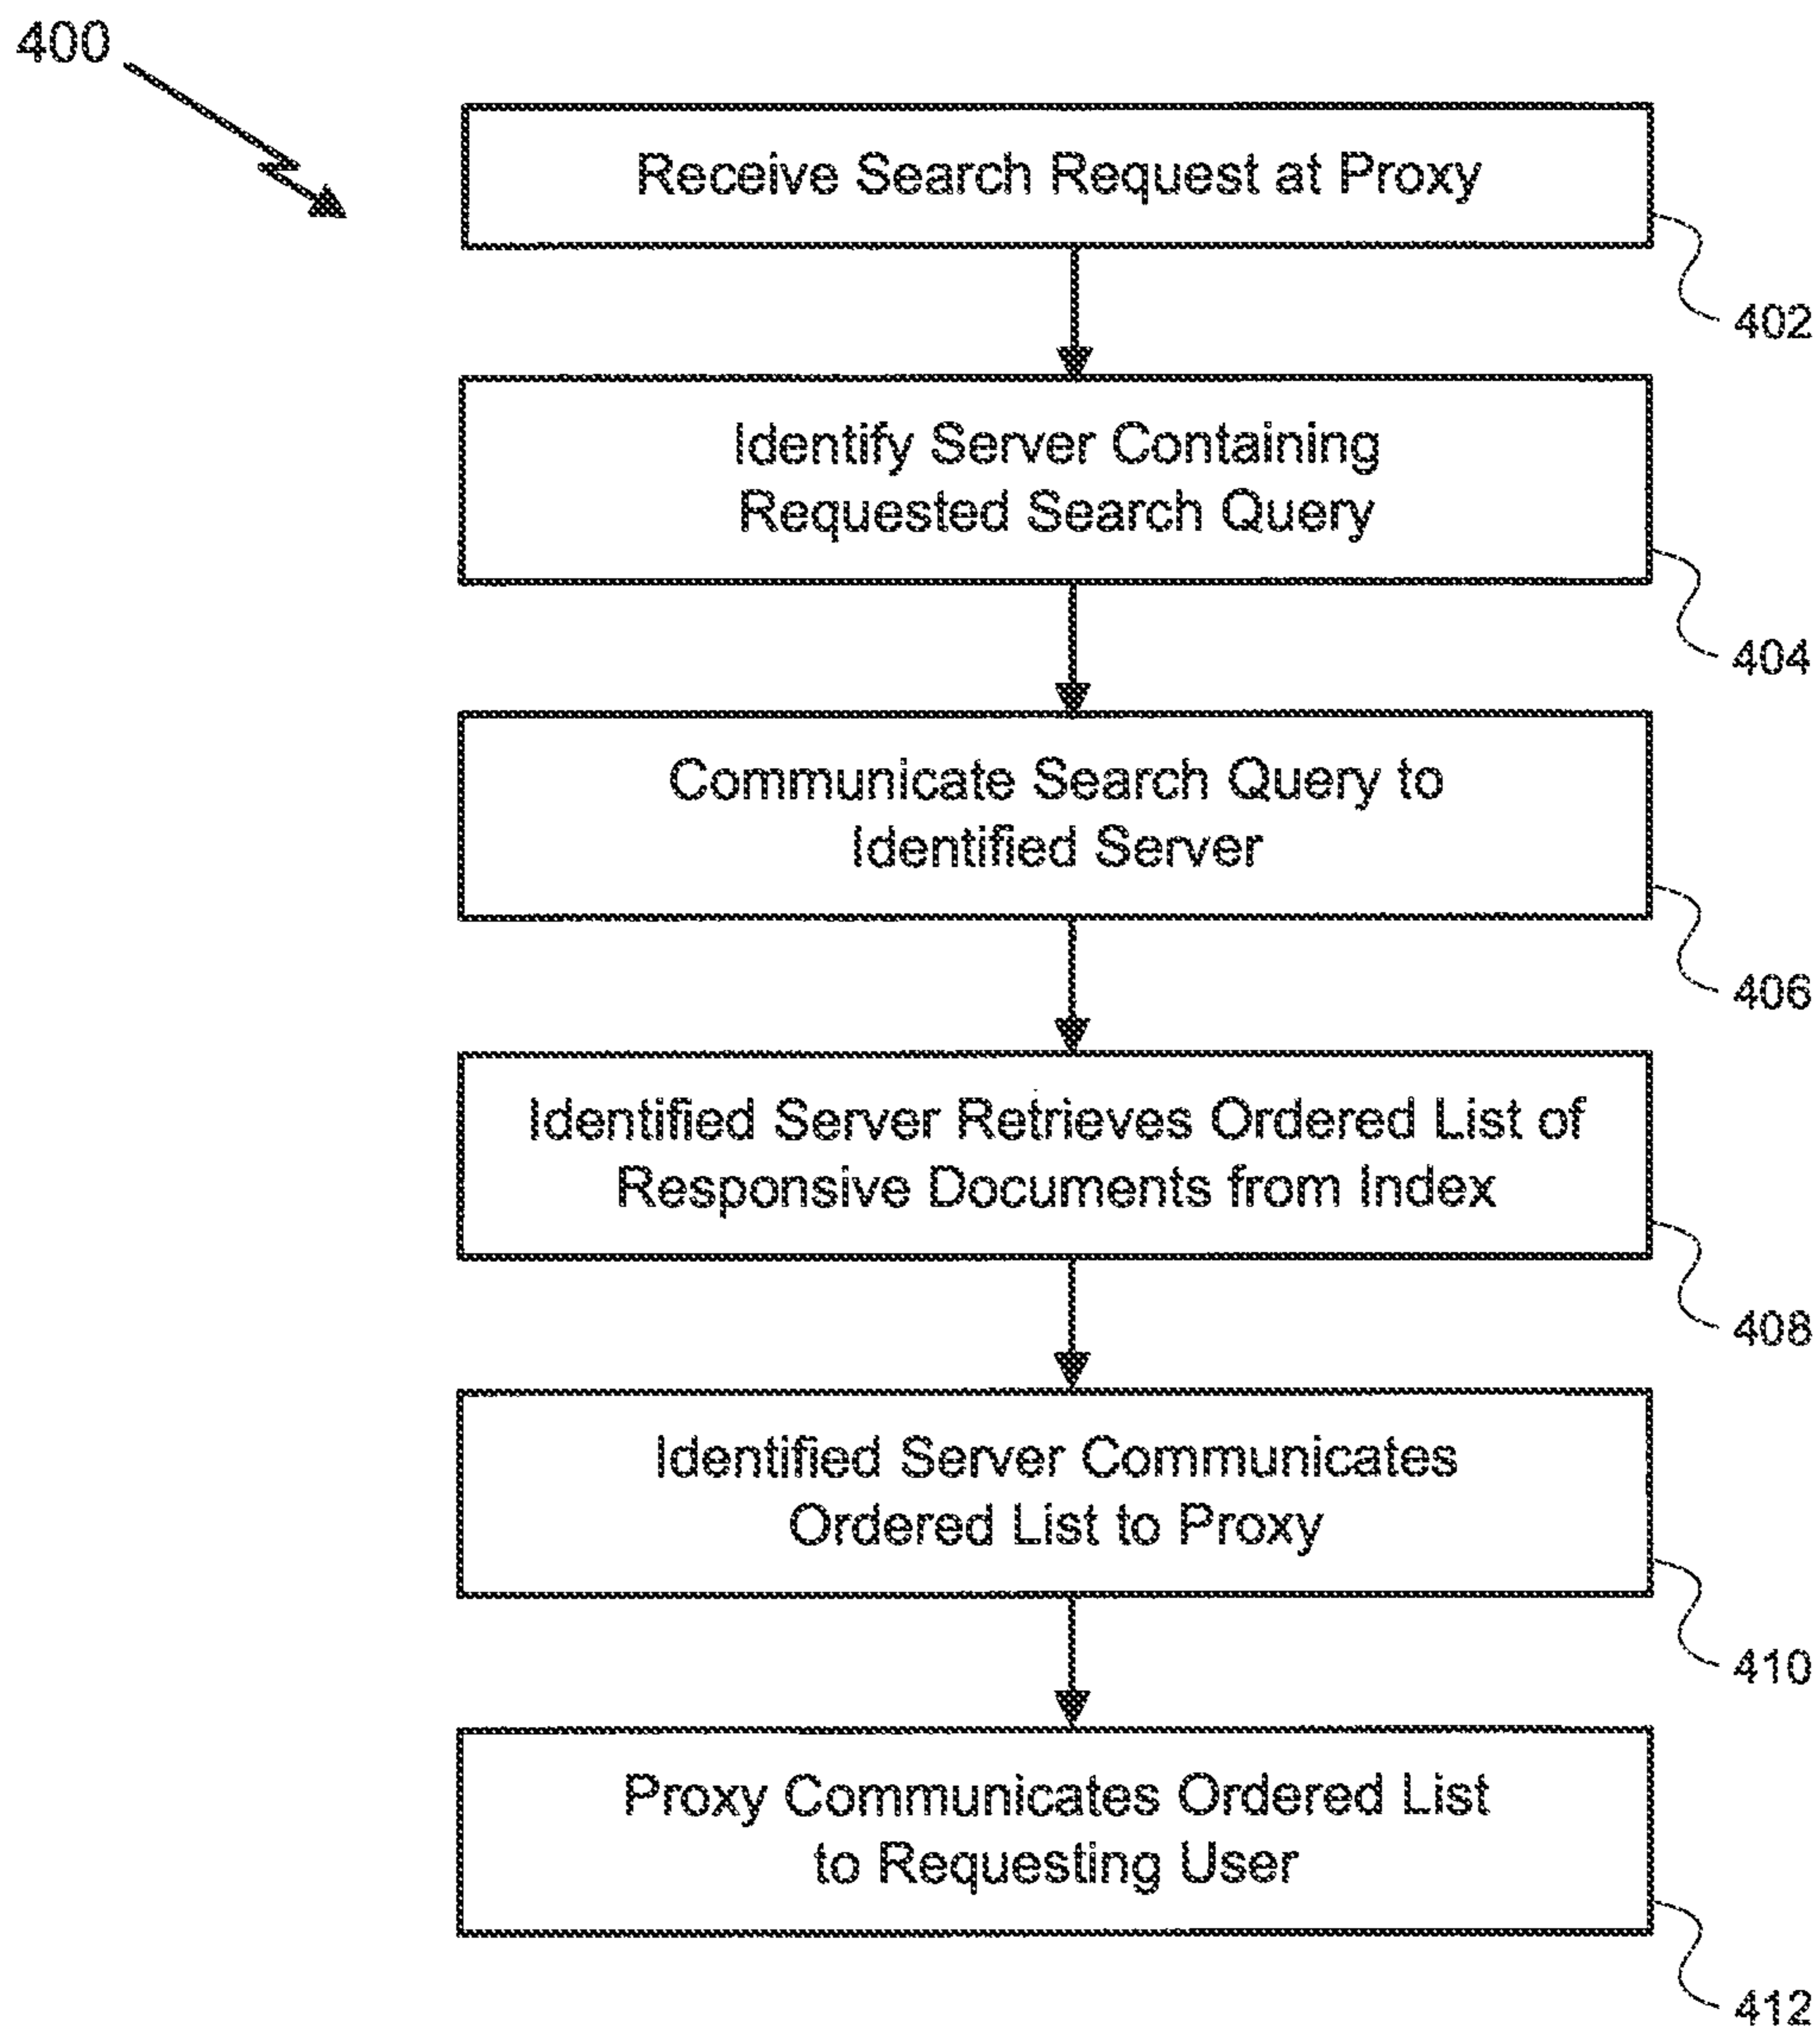 400
Receive Search Request at Proxy
402
Identify Server Containing
Requested Search Query
404
Communicate Search Query to
Identified Server
406
Identified Server Retrieves Ordered List of
Responsive Documents from Index
408
Identified Server Communicates
Ordered List to Proxy
410
Proxy Communicates Ordered List
to Requesting User
412